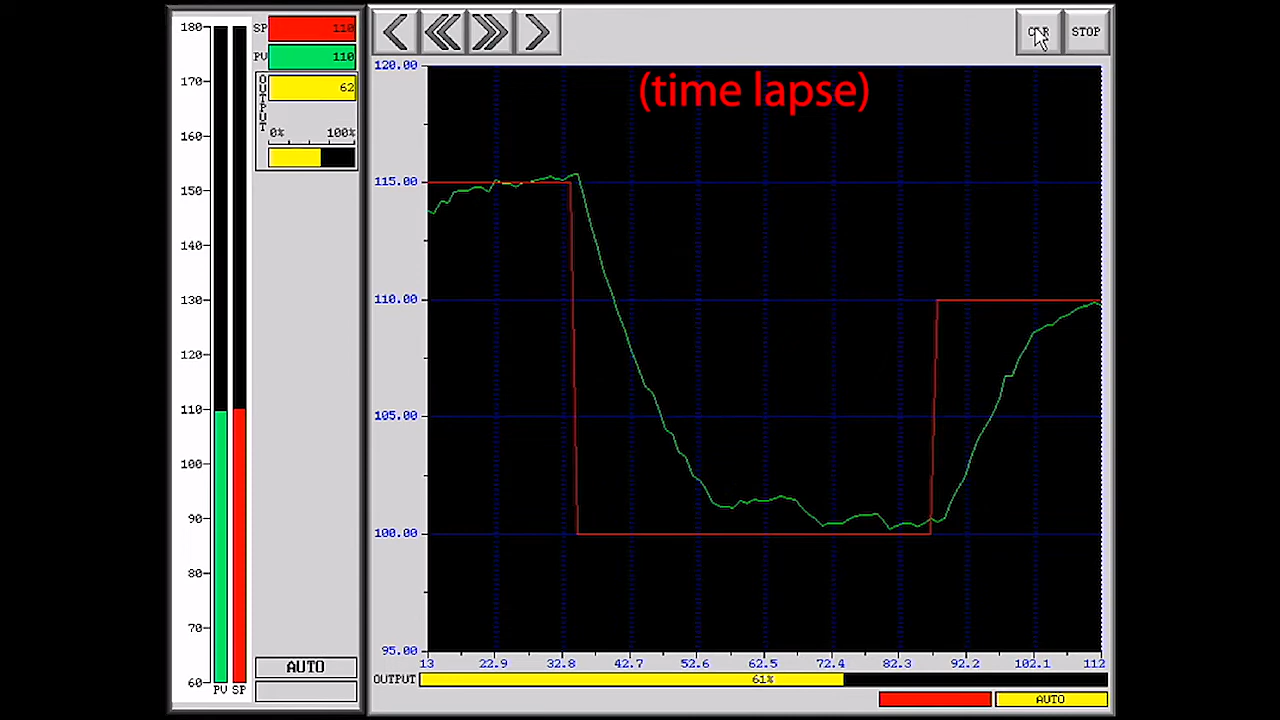 180
170
160
150
140
130
120
110
100
90
80
70
60
PV SP
SP 110
PV 110
OUTPUT 62
0% 100%
AUTO
STOP
(time lapse)
120.00
115.00
110.00
105.00
100.00
95.00
13 22.9 32.8 42.7 52.6 62.5 72.4 82.3 92.2 102.1 112
OUTPUT 61%
AUTO